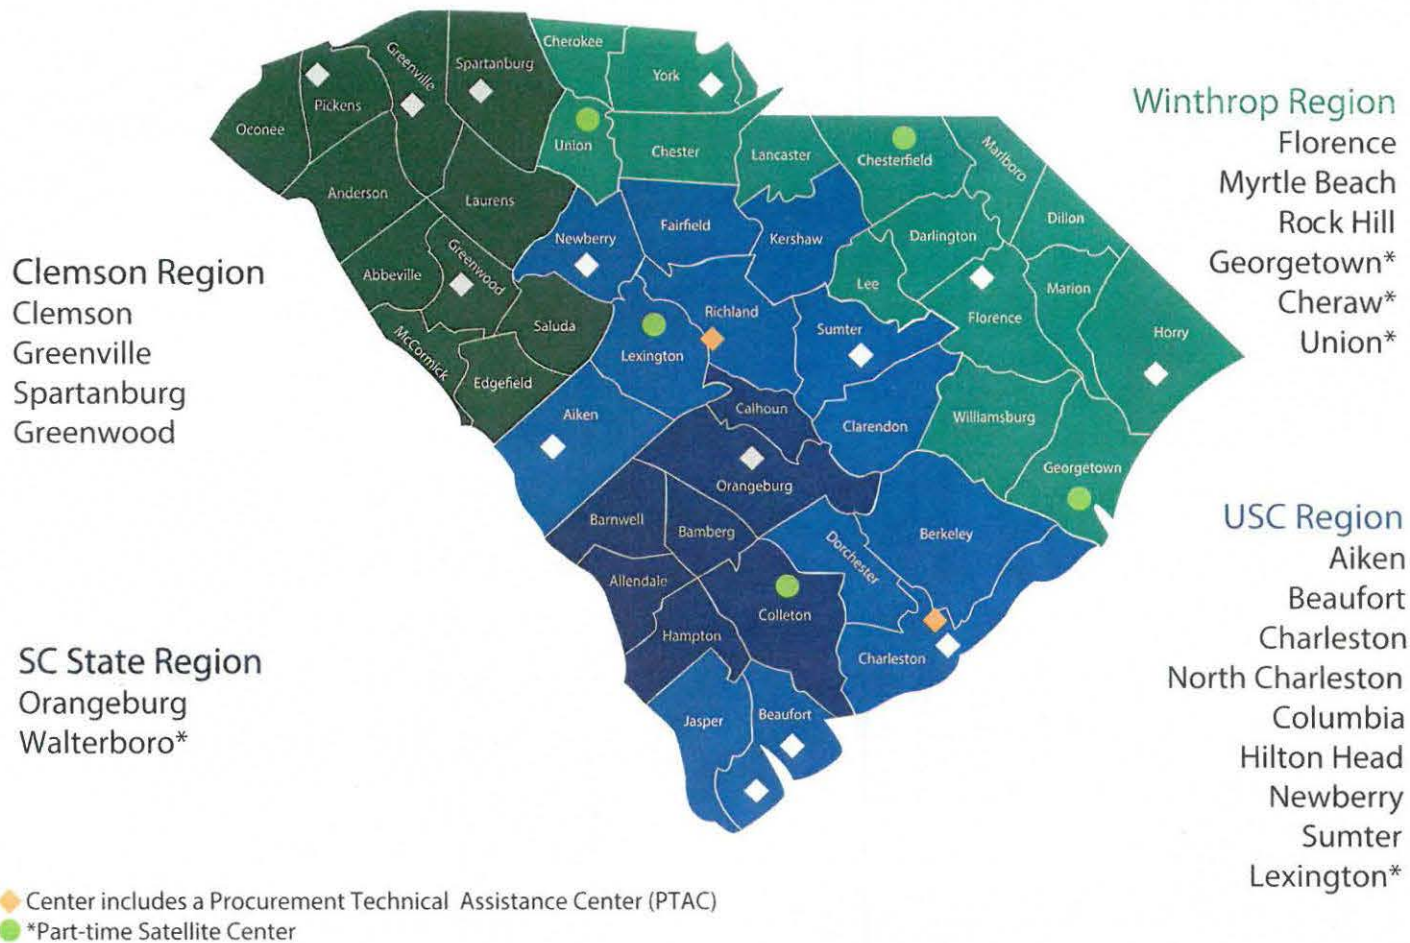 Cherokee
York
Greenville
Spartanburg
Pickens
Oconee
Union
Chester
Lancaster
Chesterfield
Marlboro
Anderson
Laurens
Dillon
Newberry
Fairfield
Kershaw
Darlington
Abbeville
Greenwood
Lee
Marion
Saluda
Richland
Sumter
Florence
Horry
McCormick
Lexington
Edgefield
Aiken
Calhoun
Clarendon
Williamsburg
Georgetown
Orangeburg
Barnwell
Bamberg
Dorchester
Berkeley
Allendale
Colleton
Hampton
Charleston
Jasper
Beaufort
Clemson Region
Clemson
Greenville
Spartanburg
Greenwood
SC State Region
Orangeburg
Walterboro*
Winthrop Region
Florence
Myrtle Beach
Rock Hill
Georgetown*
Cheraw*
Union*
USC Region
Aiken
Beaufort
Charleston
North Charleston
Columbia
Hilton Head
Newberry
Sumter
Lexington*
Center includes a Procurement Technical Assistance Center (PTAC)
*Part-time Satellite Center